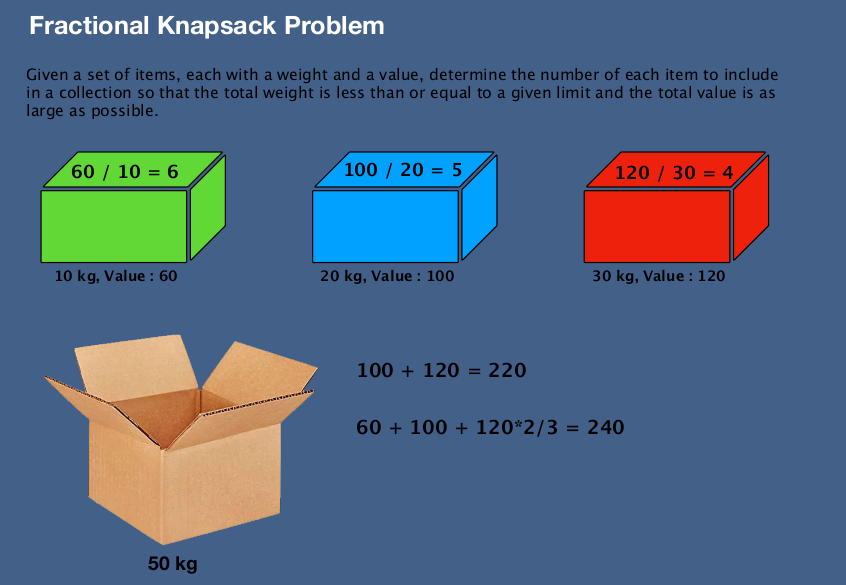 Fractional Knapsack Problem
Given a set of items, each with a weight and a value, determine the number of each item to include
in a collection so that the total weight is less than or equal to a given limit and the total value is as
large as possible.
60 / 10 = 6
100 / 20 = 5
120 / 30 = 4
10 kg, Value : 60
20 kg, Value : 100
30 kg, Value : 120
100 + 120 = 220
60 + 100 + 120*2/3 = 240
50 kg